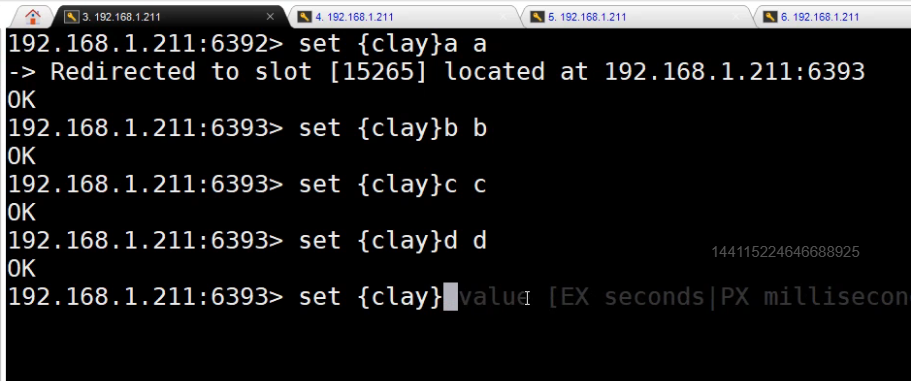 3. 192.168.1.211 × 4. 192.168.1.211 5. 192.168.1.211 6. 192.168.1.211
192.168.1.211:6392> set {clay}a a
-> Redirected to slot [15265] located at 192.168.1.211:6393
OK
192.168.1.211:6393> set {clay}b b
OK
192.168.1.211:6393> set {clay}c c
OK
192.168.1.211:6393> set {clay}d d
144115224646688925
OK
192.168.1.211:6393> set {clay} value [EX seconds|PX millisecon